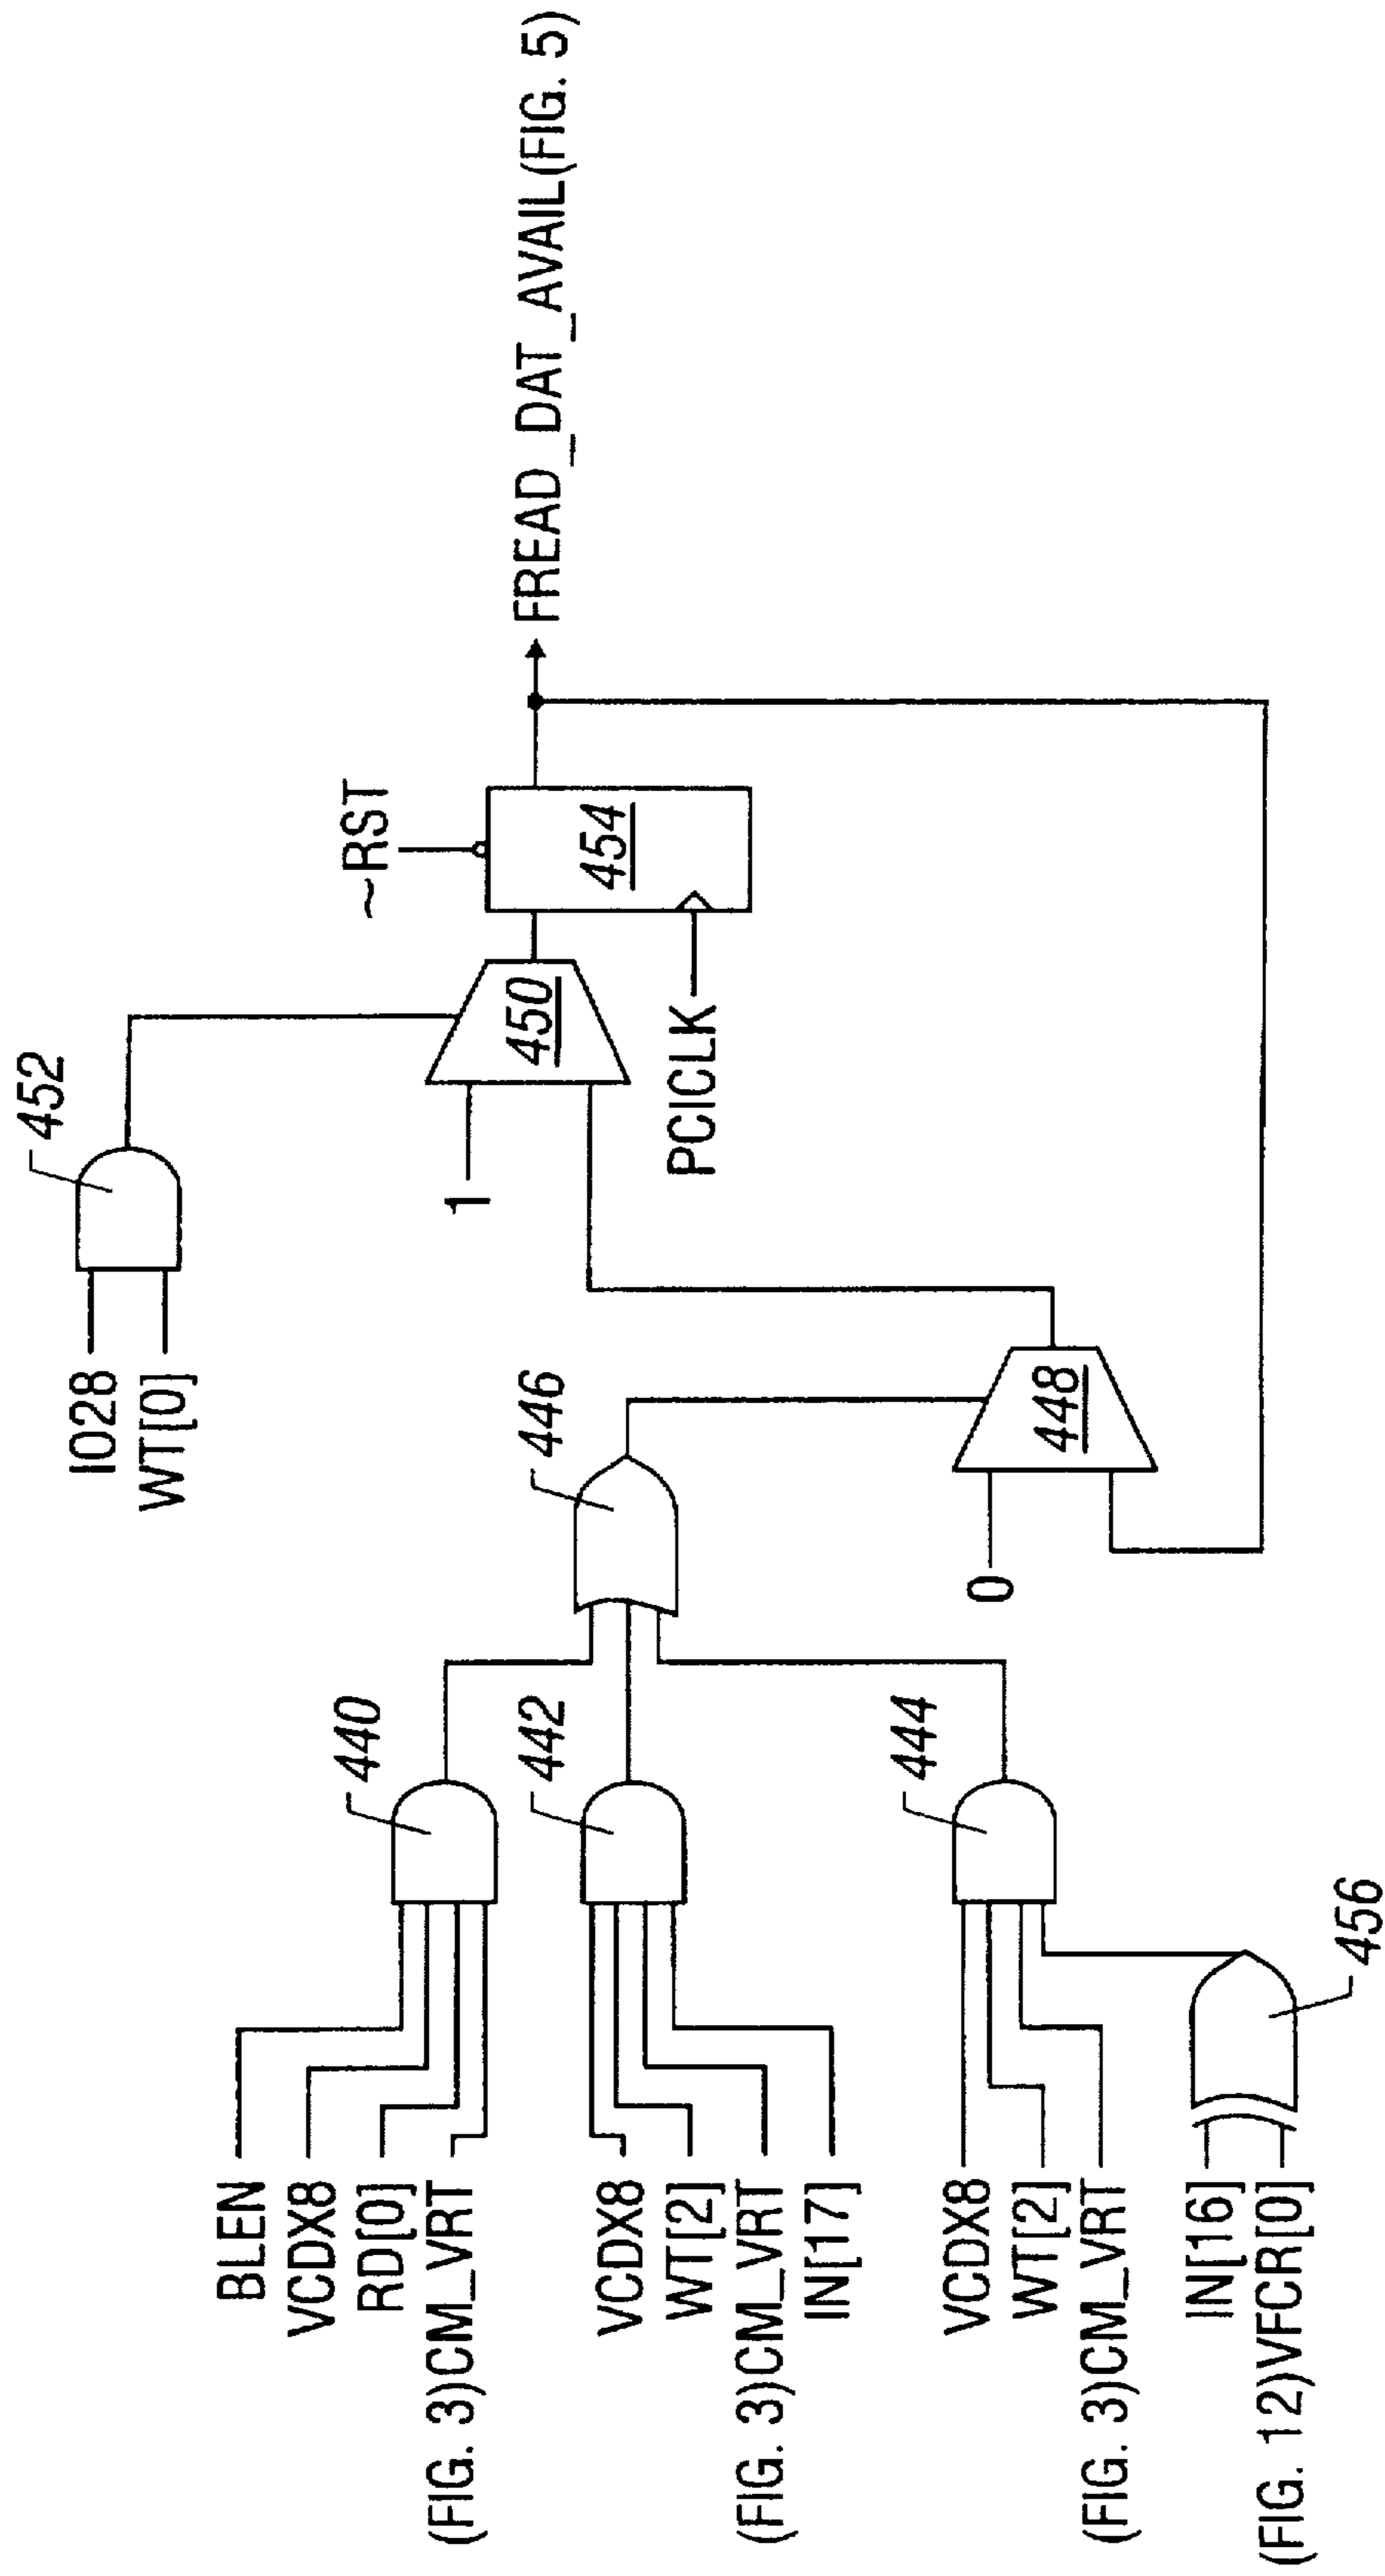 IO28
WT[0]
452
~RST
1
450
454
PCICLK
FREAD_DAT_AVAIL(FIG. 5)
BLEN
VCDX8
RD[0]
(FIG. 3)CM_VRT
440
446
VCDX8
WT[2]
(FIG. 3)CM_VRT
IN[17]
442
0
448
VCDX8
WT[2]
(FIG. 3)CM_VRT
444
IN[16]
(FIG. 12)VFCR[0]
456